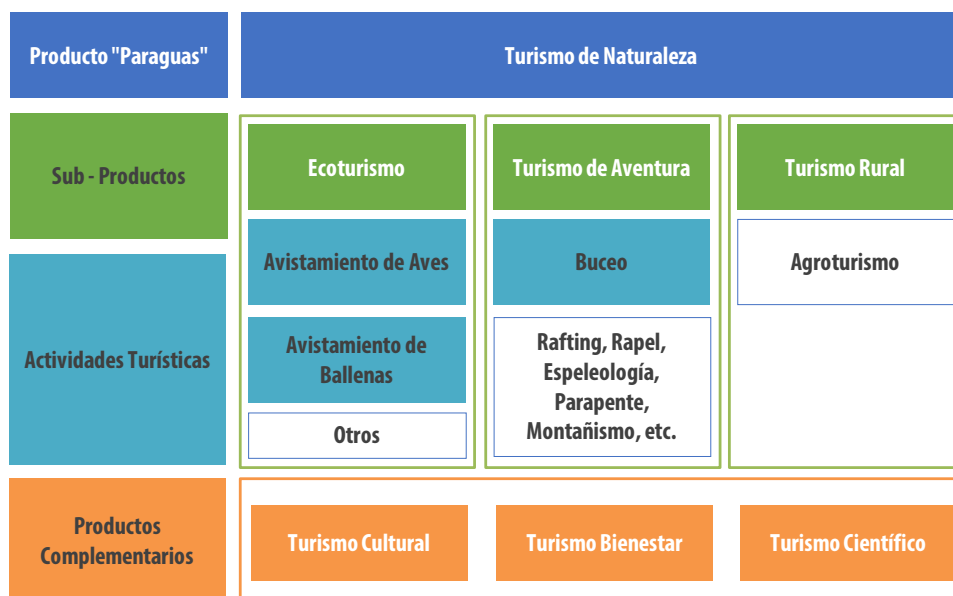 Producto "Paraguas"
Turismo de Naturaleza
Sub - Productos
Ecoturismo
Turismo de Aventura
Turismo Rural
Actividades Turísticas
Avistamiento de Aves
Buceo
Agroturismo
Avistamiento de
Ballenas
Otros
Rafting, Rapel,
Espeleología,
Parapente,
Montañismo, etc.
Productos
Complementarios
Turismo Cultural
Turismo Bienestar
Turismo Científico